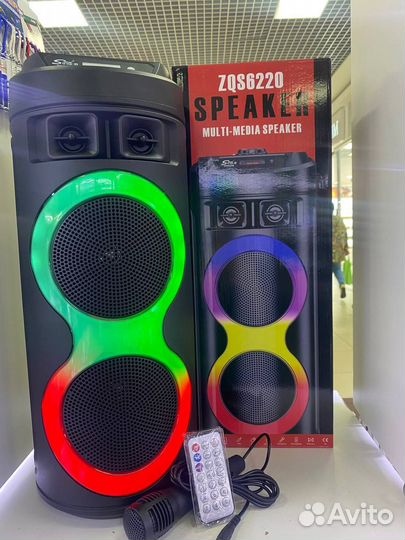 ZQS6220
SPEAKER
MULTI-MEDIA SPEAKER
Avito